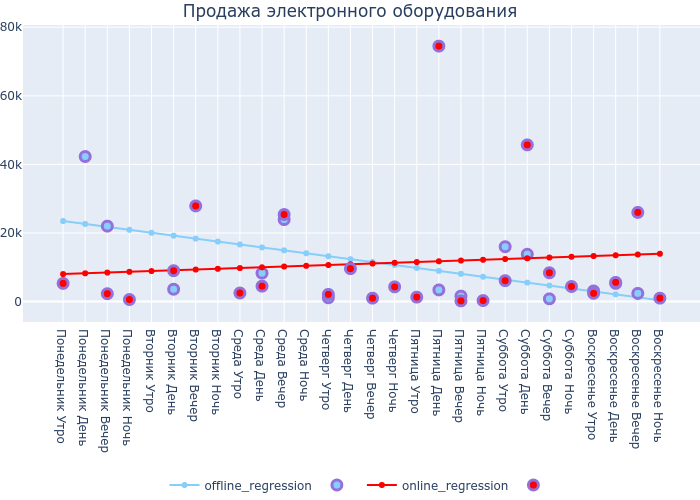 Продажа электронного оборудования
80k
60k
40k
20k
0
Понедельник Утро
Понедельник День
Понедельник Вечер
Понедельник Ночь
Вторник Утро
Вторник День
Вторник Вечер
Вторник Ночь
Среда Утро
Среда День
Среда Вечер
Среда Ночь
Четверг Утро
Четверг День
Четверг Вечер
Четверг Ночь
Пятница Утро
Пятница День
Пятница Вечер
Пятница Ночь
Суббота Утро
Суббота День
Суббота Вечер
Суббота Ночь
Воскресенье Утро
Воскресенье День
Воскресенье Вечер
Воскресенье Ночь
offline_regression
online_regression